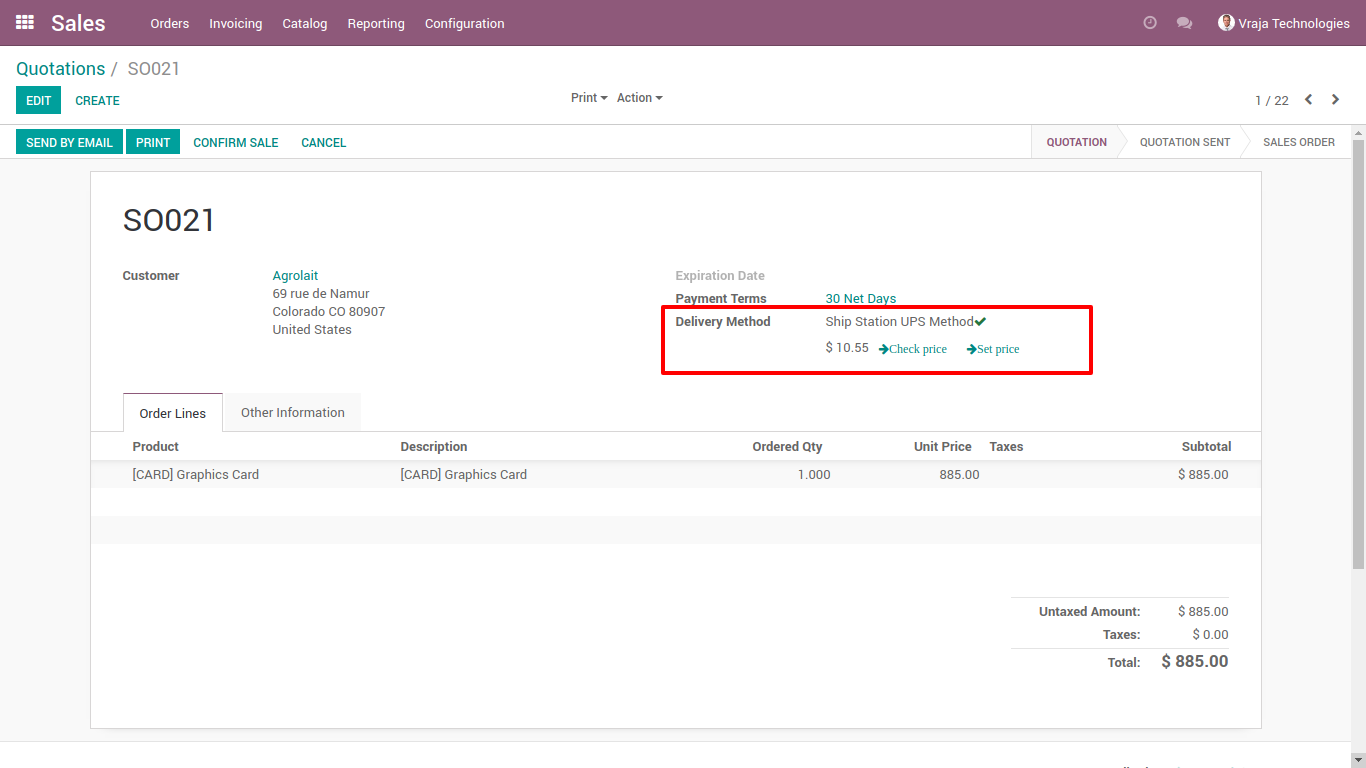 Sales Orders Invoicing Catalog Reporting Configuration Vraja Technologies
Quotations / SO021
EDIT CREATE Print Action 1 / 22
SEND BY EMAIL PRINT CONFIRM SALE CANCEL QUOTATION QUOTATION SENT SALES ORDER
SO021
Customer Agrolait
69 rue de Namur
Colorado CO 80907
United States
Expiration Date
Payment Terms 30 Net Days
Delivery Method Ship Station UPS Method
$ 10.55 Check price Set price
Order Lines Other Information
Product Description Ordered Qty Unit Price Taxes Subtotal
[CARD] Graphics Card [CARD] Graphics Card 1.000 885.00 $ 885.00
Untaxed Amount: $ 885.00
Taxes: $ 0.00
Total: $ 885.00